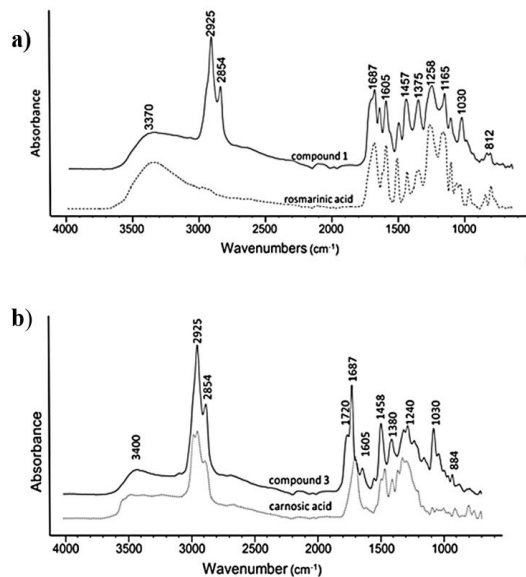 a)
Absorbance
3370
2925
2854
1687
1605
1457
1375
1258
1165
1030
812
compound 1
rosmarinic acid
4000 3500 3000 2500 2000 1500 1000
Wavenumbers (cm-1)
b)
Absorbance
3400
2925
2854
1720
1687
1605
1458
1380
1240
1030
884
compound 3
carnosic acid
4000 3500 3000 2500 2000 1500 1000
Wavenumber (cm-1)